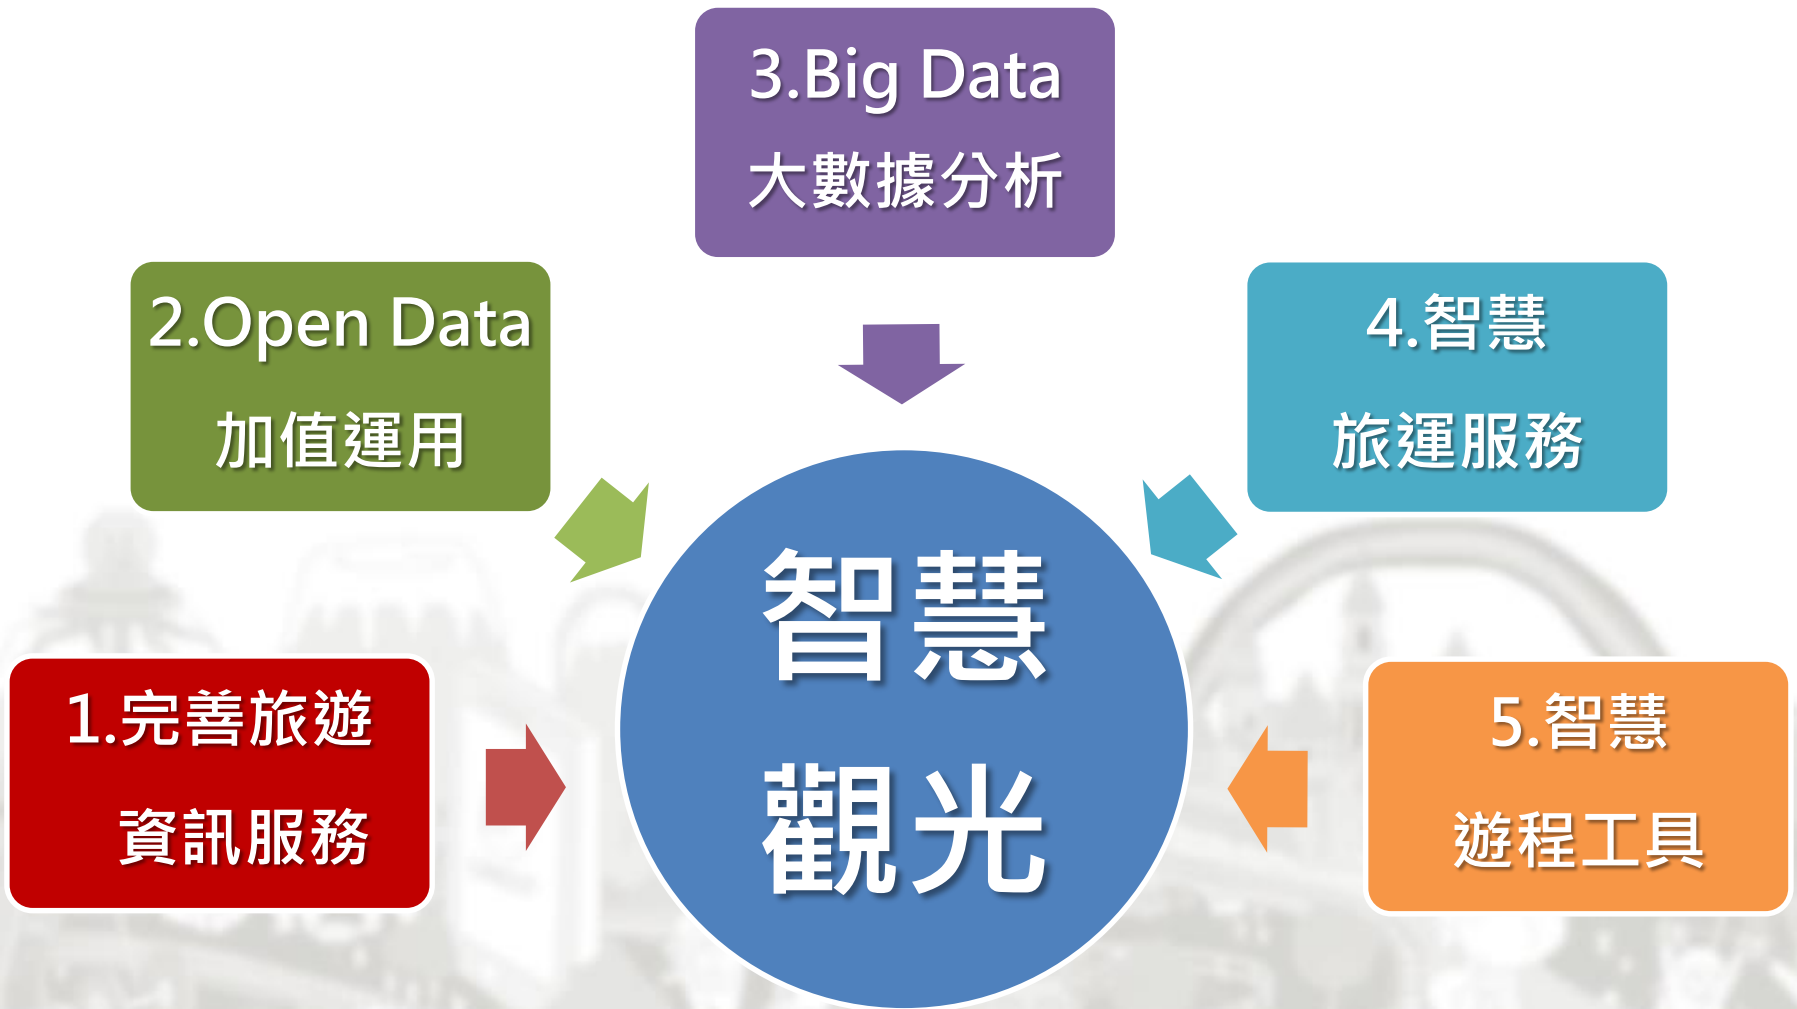 3.Big Data
大數據分析
2.Open Data
加值運用
4.智慧
旅運服務
1.完善旅遊
資訊服務
5.智慧
遊程工具
智慧
觀光